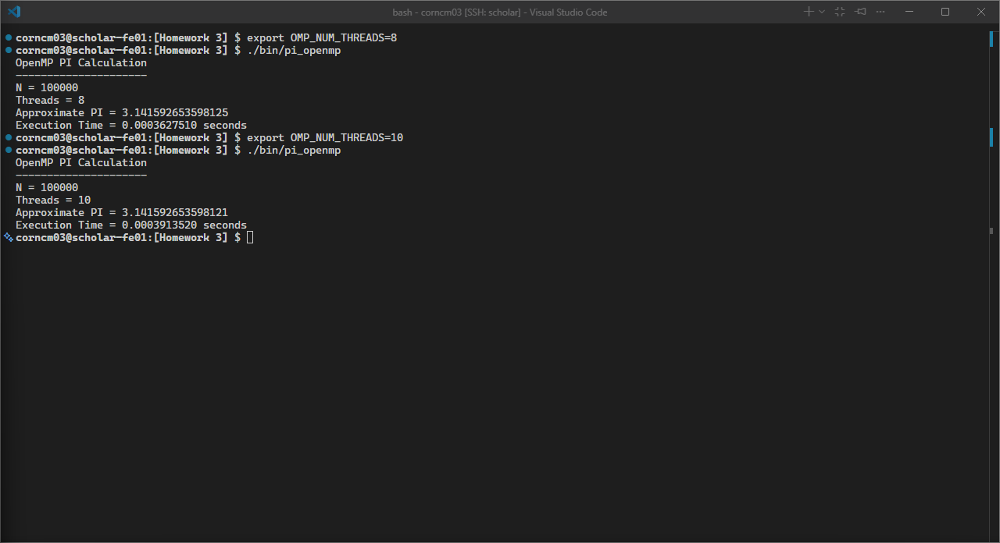 bash - corncm03 [SSH: scholar] - Visual Studio Code
corncm03@scholar-fe01:[Homework 3] $ export OMP_NUM_THREADS=8
corncm03@scholar-fe01:[Homework 3] $ ./bin/pi_openmp
OpenMP PI Calculation
---------------------
N = 100000
Threads = 8
Approximate PI = 3.141592653598125
Execution Time = 0.0003627510 seconds
corncm03@scholar-fe01:[Homework 3] $ export OMP_NUM_THREADS=10
corncm03@scholar-fe01:[Homework 3] $ ./bin/pi_openmp
OpenMP PI Calculation
---------------------
N = 100000
Threads = 10
Approximate PI = 3.141592653598121
Execution Time = 0.0003913520 seconds
corncm03@scholar-fe01:[Homework 3] $